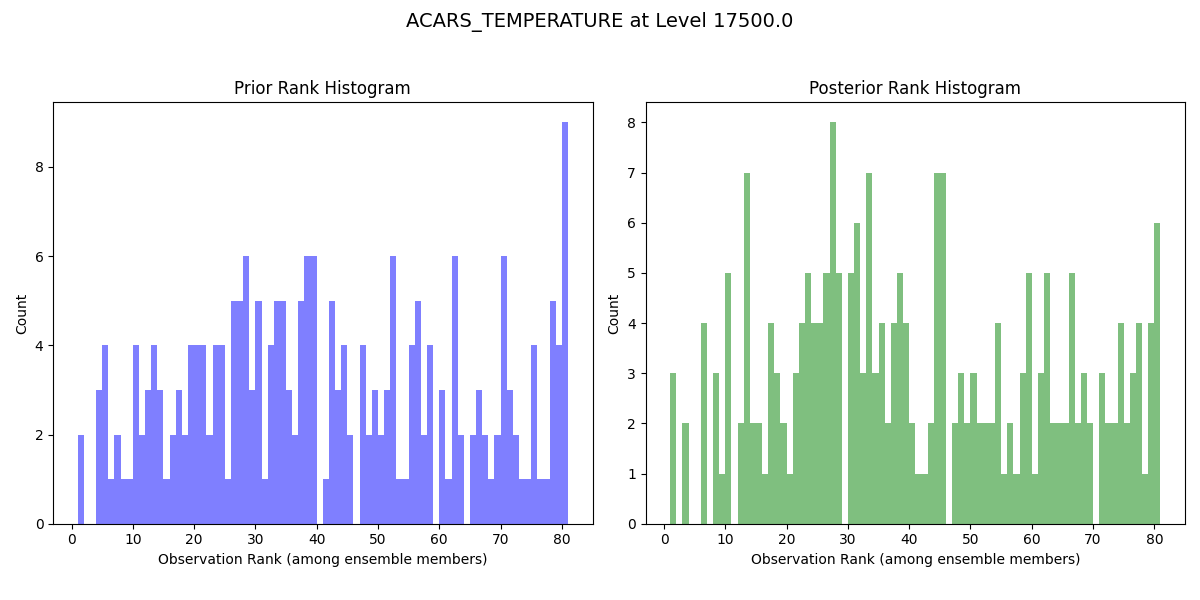 ACARS_TEMPERATURE at Level 17500.0
Prior Rank Histogram
Count
8
6
4
2
0
0 10 20 30 40 50 60 70 80
Observation Rank (among ensemble members)
Posterior Rank Histogram
Count
8
7
6
5
4
3
2
1
0
0 10 20 30 40 50 60 70 80
Observation Rank (among ensemble members)